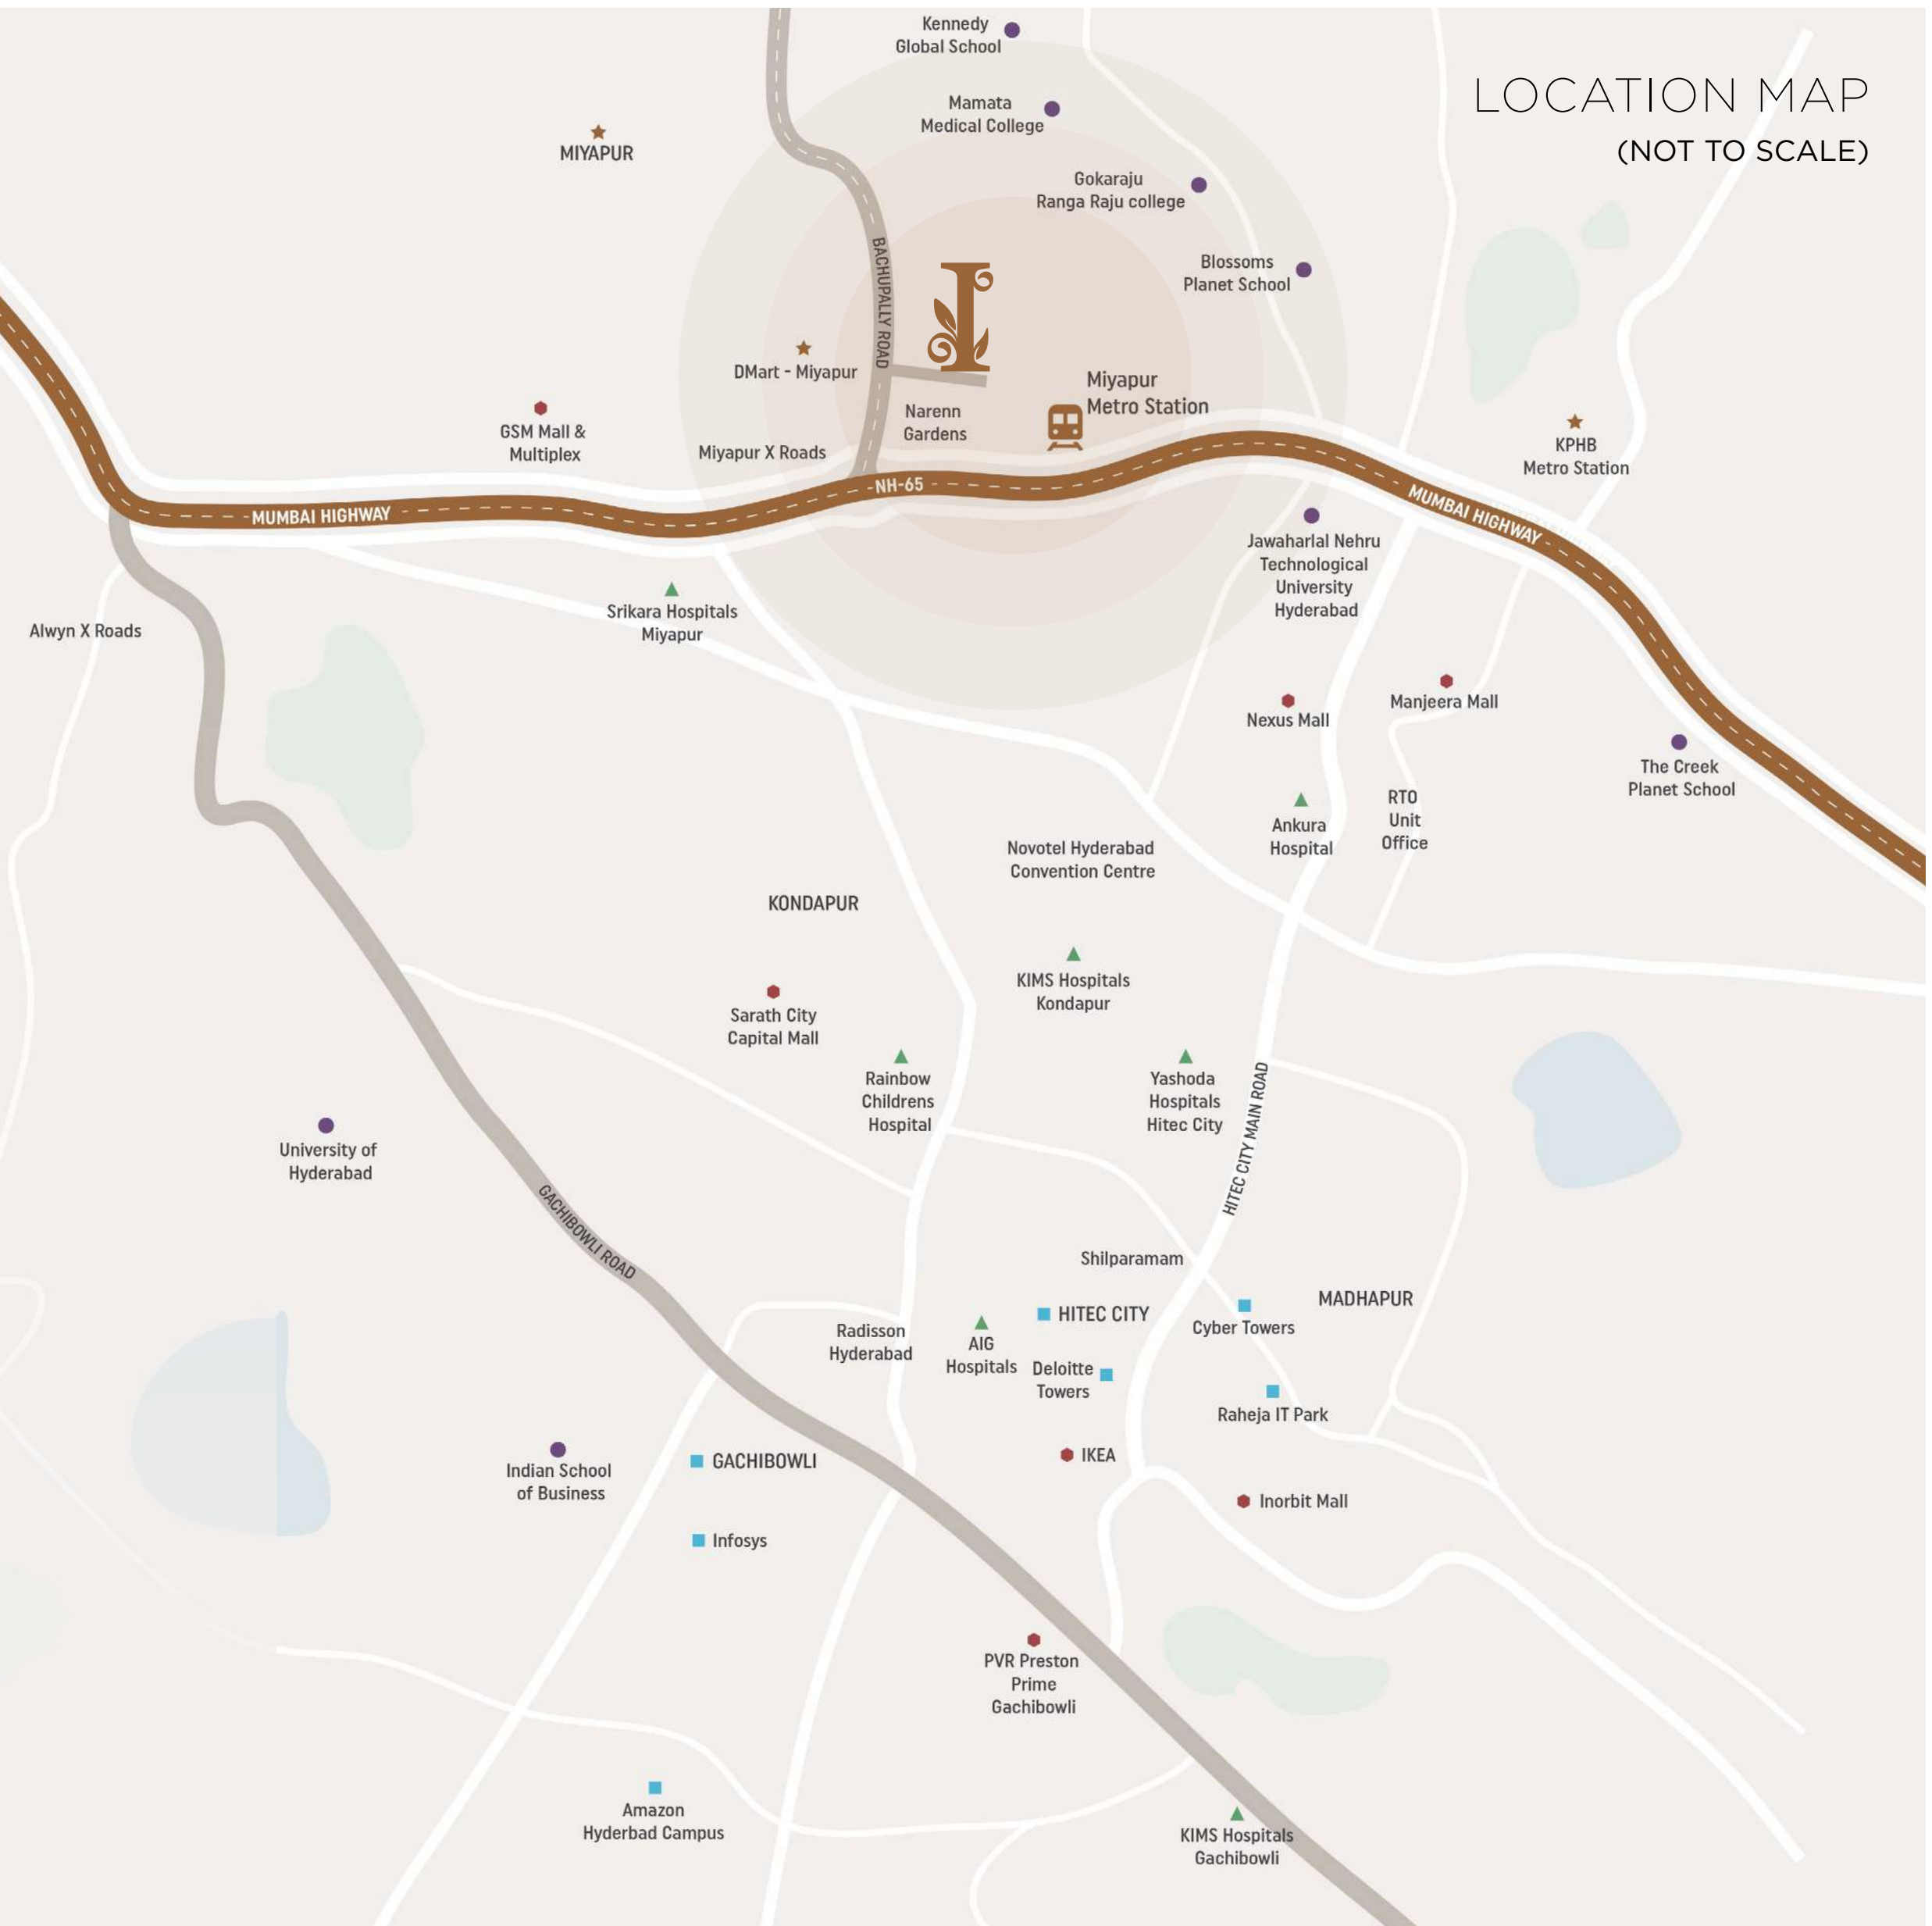 Kennedy
Global School
LOCATION MAP
(NOT TO SCALE)
Mamata
Medical College
MIYAPUR
Gokaraju
Ranga Raju college
Blossoms
Planet School
BACHUPALLY ROAD
I
DMart - Miyapur
Miyapur
Metro Station
Narenn
Gardens
GSM Mall &
Multiplex
Miyapur X Roads
KPHB
Metro Station
NH-65
MUMBAI HIGHWAY
MUMBAI HIGHWAY
Jawaharlal Nehru
Technological
University
Hyderabad
Srikara Hospitals
Miyapur
Alwyn X Roads
Nexus Mall
Manjeera Mall
The Creek
Planet School
RTO
Unit
Office
Ankura
Hospital
Novotel Hyderabad
Convention Centre
KONDAPUR
KIMS Hospitals
Kondapur
Sarath City
Capital Mall
Rainbow
Childrens
Hospital
Yashoda
Hospitals
Hitec City
HITEC CITY MAIN ROAD
University of
Hyderabad
GACHIBOWLI ROAD
Shilparamam
HITEC CITY
Cyber Towers
MADHAPUR
Radisson
Hyderabad
AIG
Hospitals
Deloitte
Towers
Raheja IT Park
IKEA
GACHIBOWLI
Indian School
of Business
Inorbit Mall
Infosys
PVR Preston
Prime
Gachibowli
Amazon
Hyderbad Campus
KIMS Hospitals
Gachibowli